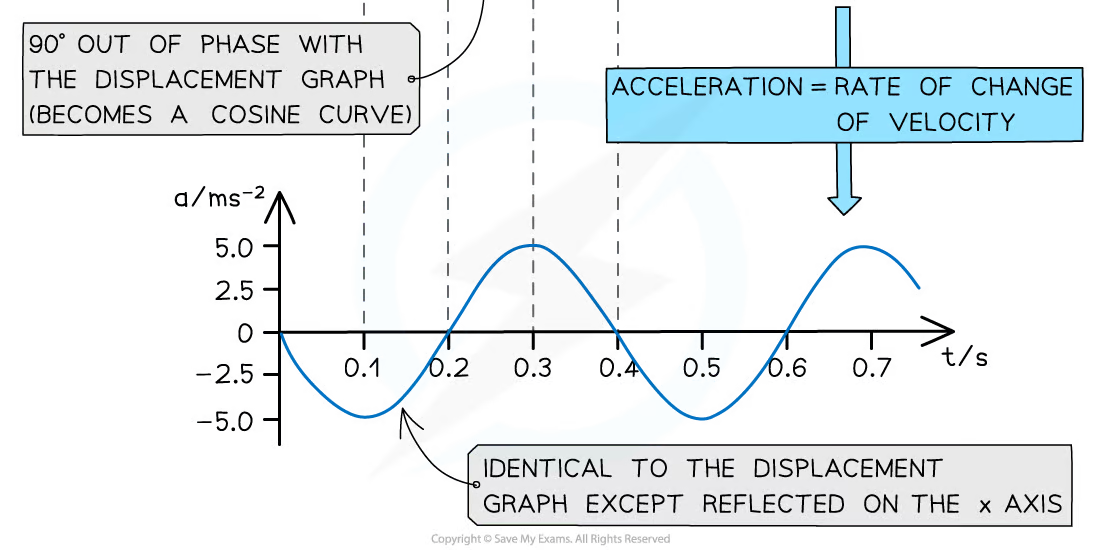 90° OUT OF PHASE WITH
THE DISPLACEMENT GRAPH
(BECOMES A COSINE CURVE)
ACCELERATION = RATE OF CHANGE
OF VELOCITY
a/ms⁻²
5.0
2.5
0
−2.5
−5.0
0.1 0.2 0.3 0.4 0.5 0.6 0.7
t/s
IDENTICAL TO THE DISPLACEMENT
GRAPH EXCEPT REFLECTED ON THE x AXIS
Copyright © Save My Exams. All Rights Reserved